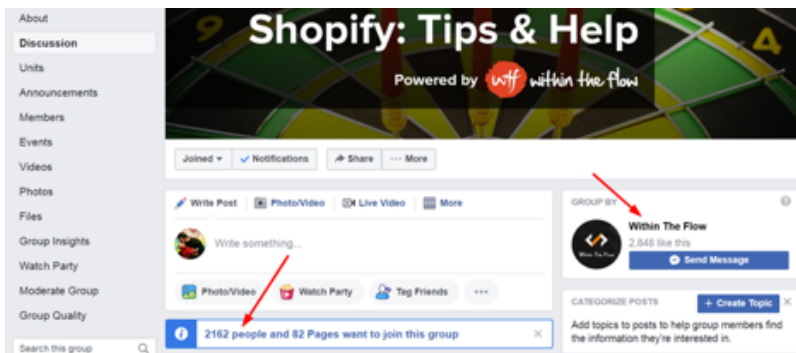 About
Discussion
Units
Announcements
Members
Events
Videos
Photos
Files
Group Insights
Watch Party
Moderate Group
Group Quality
Search this group
Shopify: Tips & Help
Powered by wtf within the flow
Joined
Notifications
Share
More
Write Post
Photo/Video
Live Video
More
Write something...
Photo/Video
Watch Party
Tag Friends
2162 people and 82 Pages want to join this group
GROUP BY
Within The Flow
Within The Flow
2,848 like this
Send Message
CATEGORIZE POSTS
+ Create Topic
Add topics to posts to help group members find
the information they're interested in.